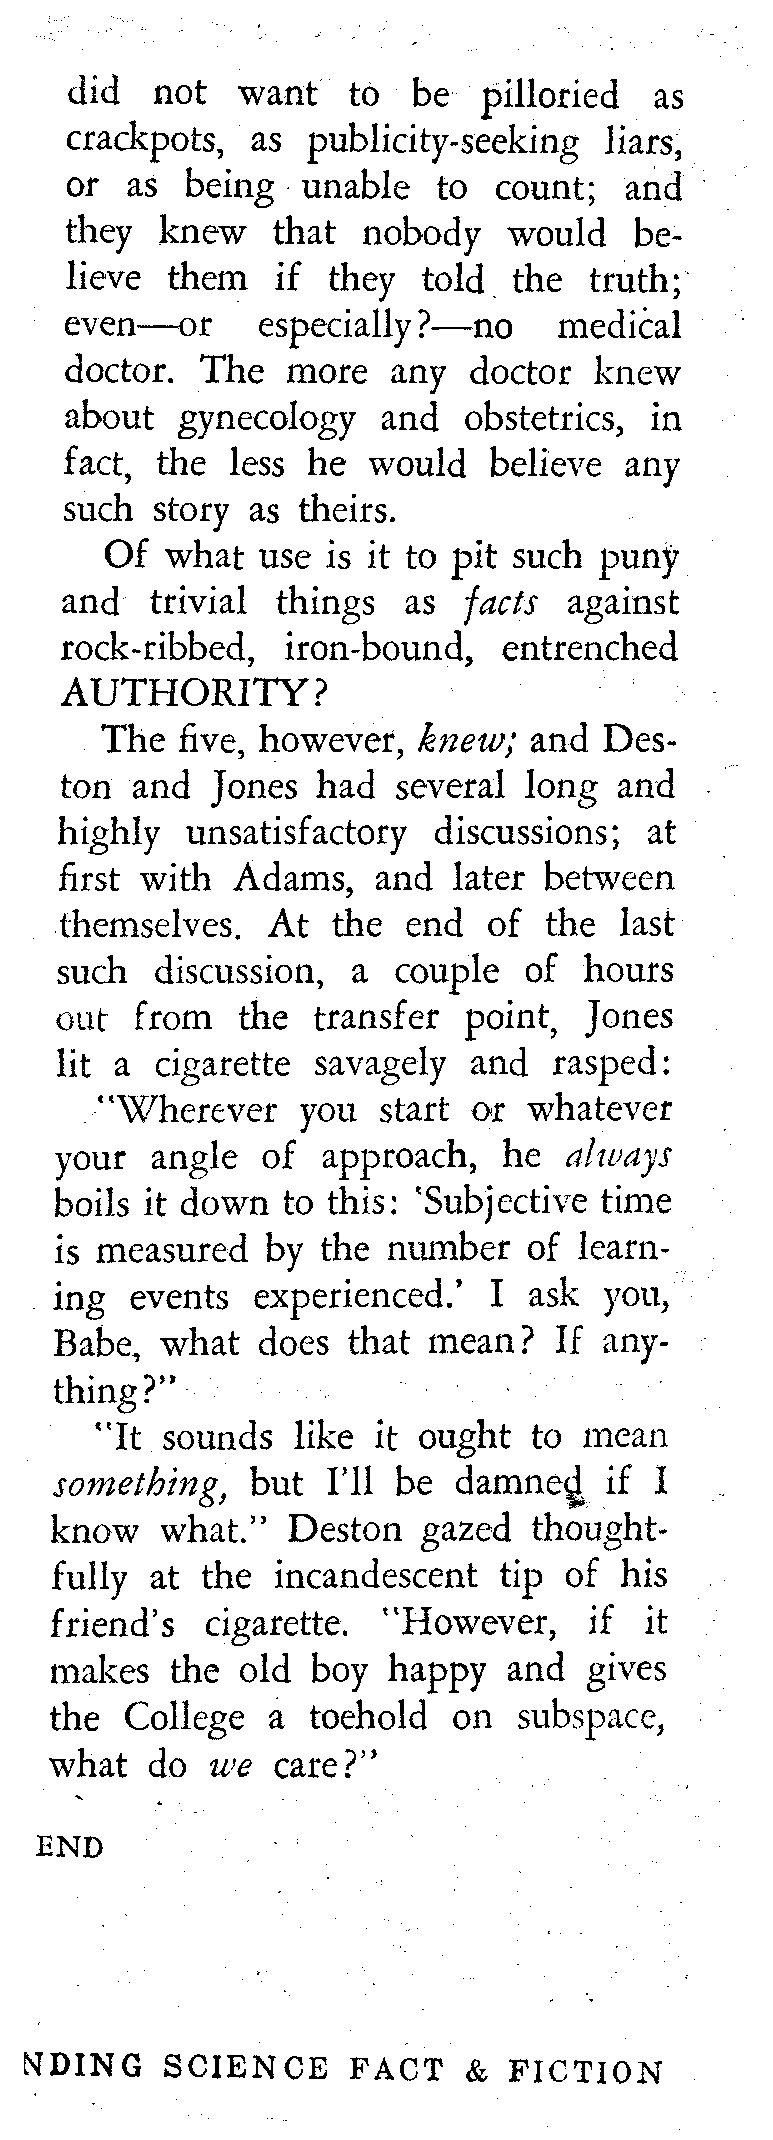 did not want to be pilloried as
crackpots, as publicity-seeking liars,
or as being unable to count; and
they knew that nobody would be-
lieve them if they told the truth;
even—or especially?—no medical
doctor. The more any doctor knew
about gynecology and obstetrics, in
fact, the less he would believe any
such story as theirs.
Of what use is it to pit such puny
and trivial things as facts against
rock-ribbed, iron-bound, entrenched
AUTHORITY?
The five, however, knew; and Des-
ton and Jones had several long and
highly unsatisfactory discussions; at
first with Adams, and later between
themselves. At the end of the last
such discussion, a couple of hours
out from the transfer point, Jones
lit a cigarette savagely and rasped:
"Wherever you start or whatever
your angle of approach, he always
boils it down to this: 'Subjective time
is measured by the number of learn-
ing events experienced.' I ask you,
Babe, what does that mean? If any-
thing?"
"It sounds like it ought to mean
something, but I'll be damned if I
know what." Deston gazed thought-
fully at the incandescent tip of his
friend's cigarette. "However, if it
makes the old boy happy and gives
the College a toehold on subspace,
what do we care?"
END
NDING SCIENCE FACT & FICTION